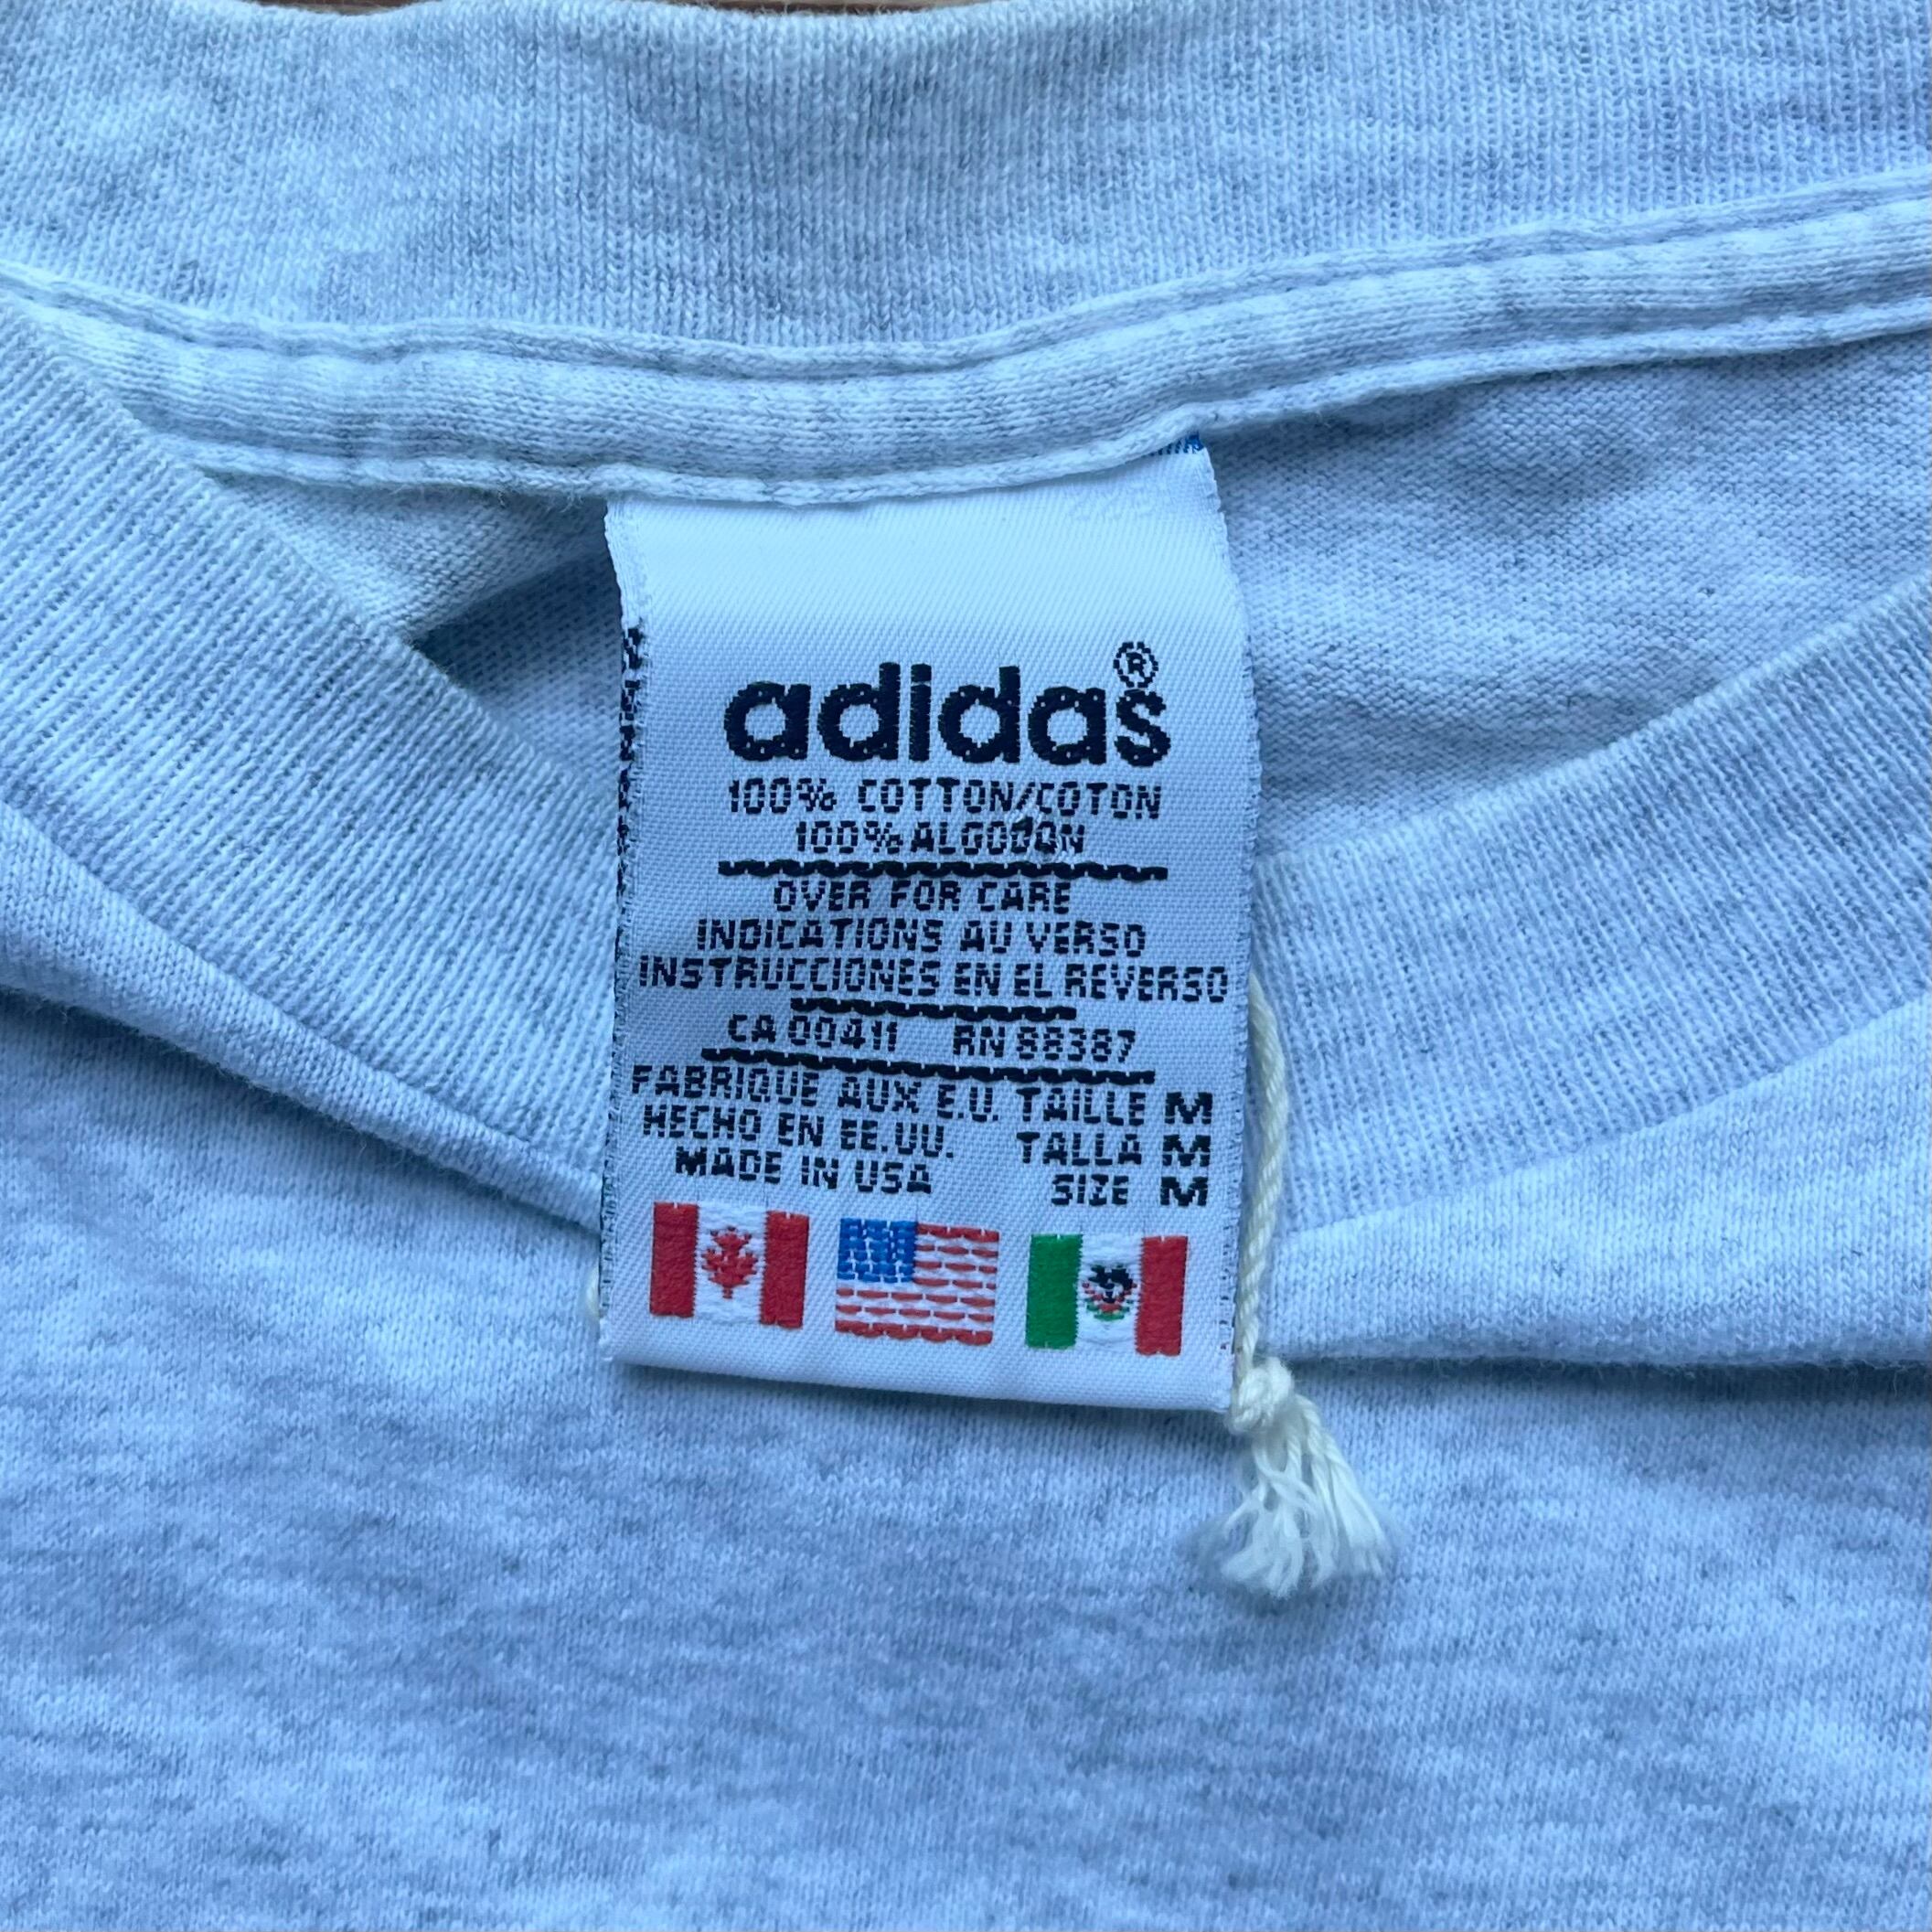 adidas®
100% COTTON/COTON
100% ALGODON
OVER FOR CARE
INDICATIONS AU VERSO
INSTRUCCIONES EN EL REVERSO
CA 00411 RN 88387
FABRIQUE AUX E.U. TAILLE M
HECHO EN EE.UU. TALLA M
MADE IN USA SIZE M